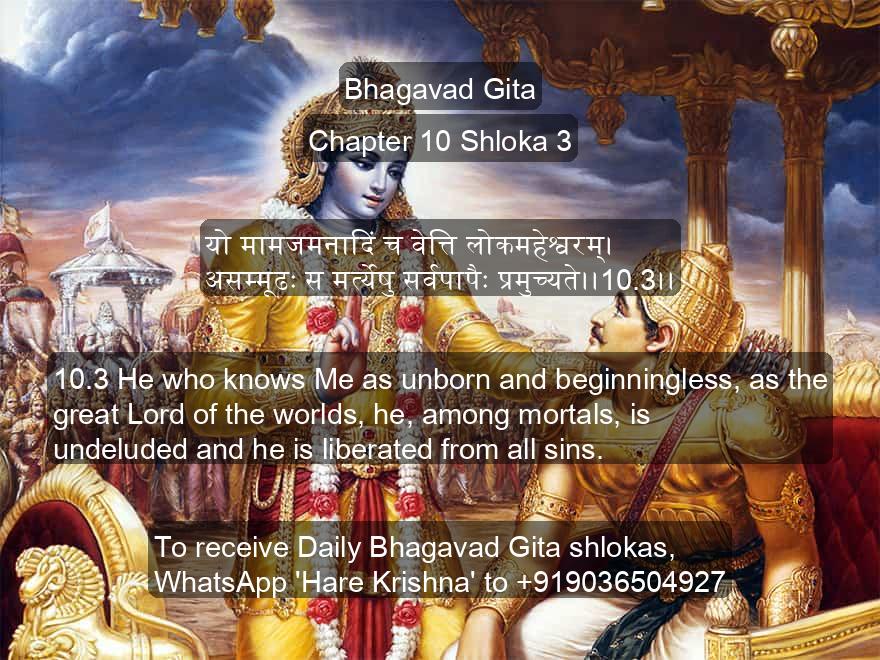 Bhagavad Gita
Chapter 10 Shloka 3
यो मामजमनादिं च वेत्ति लोकमहेश्वरम्।
असम्मूढः स मर्त्येषु सर्वपापैः प्रमुच्यते।।10.3।।
10.3 He who knows Me as unborn and beginningless, as the
great Lord of the worlds, he, among mortals, is
undeluded and he is liberated from all sins.
To receive Daily Bhagavad Gita shlokas,
WhatsApp 'Hare Krishna' to +919036504927